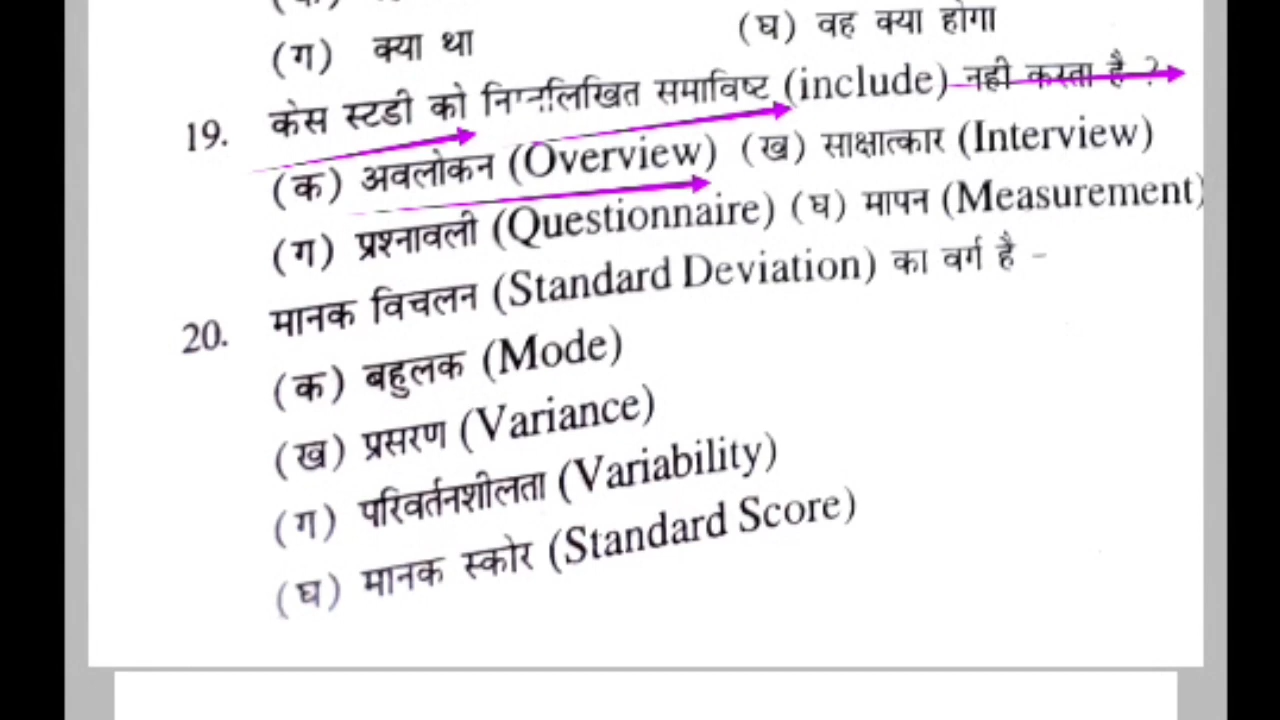 (ग) क्या था (घ) वह क्या होगा
19. केस स्टडी को निम्नलिखित समाविष्ट (include) नही करता है ?
(क) अवलोकन (Overview) (ख) साक्षात्कार (Interview)
(ग) प्रश्नावली (Questionnaire) (घ) मापन (Measurement)
20. मानक विचलन (Standard Deviation) का वर्ग है -
(क) बहुलक (Mode)
(ख) प्रसरण (Variance)
(ग) परिवर्तनशीलता (Variability)
(घ) मानक स्कोर (Standard Score)